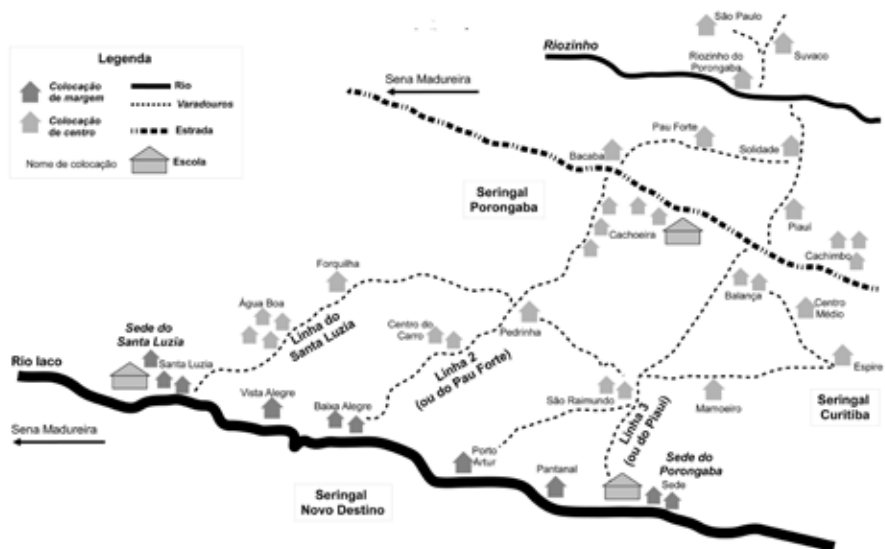 Legenda
Colocação
de margem
Rio
Varadouros
Colocação
de centro
Estrada
Nome de colocação
Escola
São Paulo
Suvaco
Riozinho
Riozinho do
Porongaba
Sena Madureira
Pau Forte
Bacaba
Solidade
Seringal
Porongaba
Piauí
Cachoeira
Cachimbo
Forquilha
Balança
Água Boa
Centro
Médio
Linha do
Santa Luzia
Centro do
Carro
Pedrinha
Sede do
Santa Luzia
Rio Iaco
Santa Luzia
Linha 2
(ou do Pau Forte)
Espire
Vista Alegre
Baixa Alegre
São Raimundo
Mamoeiro
Seringal
Curitiba
Linha 3
(ou do Piauí)
Sena Madureira
Porto
Artur
Sede do
Porongaba
Pantanal
Sede
Seringal
Novo Destino